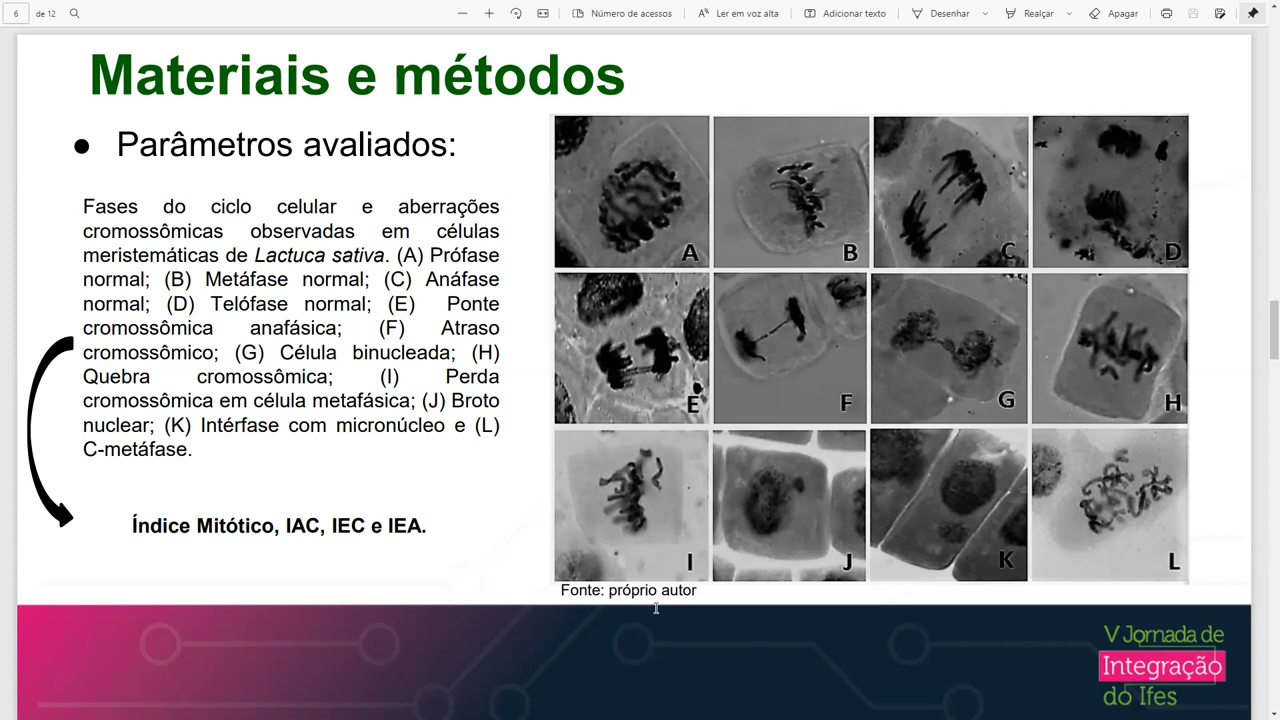 6 de 12
Número de acessos
Ler em voz alta
Adicionar texto
Desenhar
Realçar
Apagar
Materiais e métodos
● Parâmetros avaliados:
Fases do ciclo celular e aberrações
cromossômicas observadas em células
meristemáticas de Lactuca sativa. (A) Prófase
normal; (B) Metáfase normal; (C) Anáfase
normal; (D) Telófase normal; (E) Ponte
cromossômica anafásica; (F) Atraso
cromossômico; (G) Célula binucleada; (H)
Quebra cromossômica; (I) Perda
cromossômica em célula metafásica; (J) Broto
nuclear; (K) Intérfase com micronúcleo e (L)
C-metáfase.
Índice Mitótico, IAC, IEC e IEA.
A B C D
E F G H
I J K L
Fonte: próprio autor
V Jornada de
Integração
do Ifes